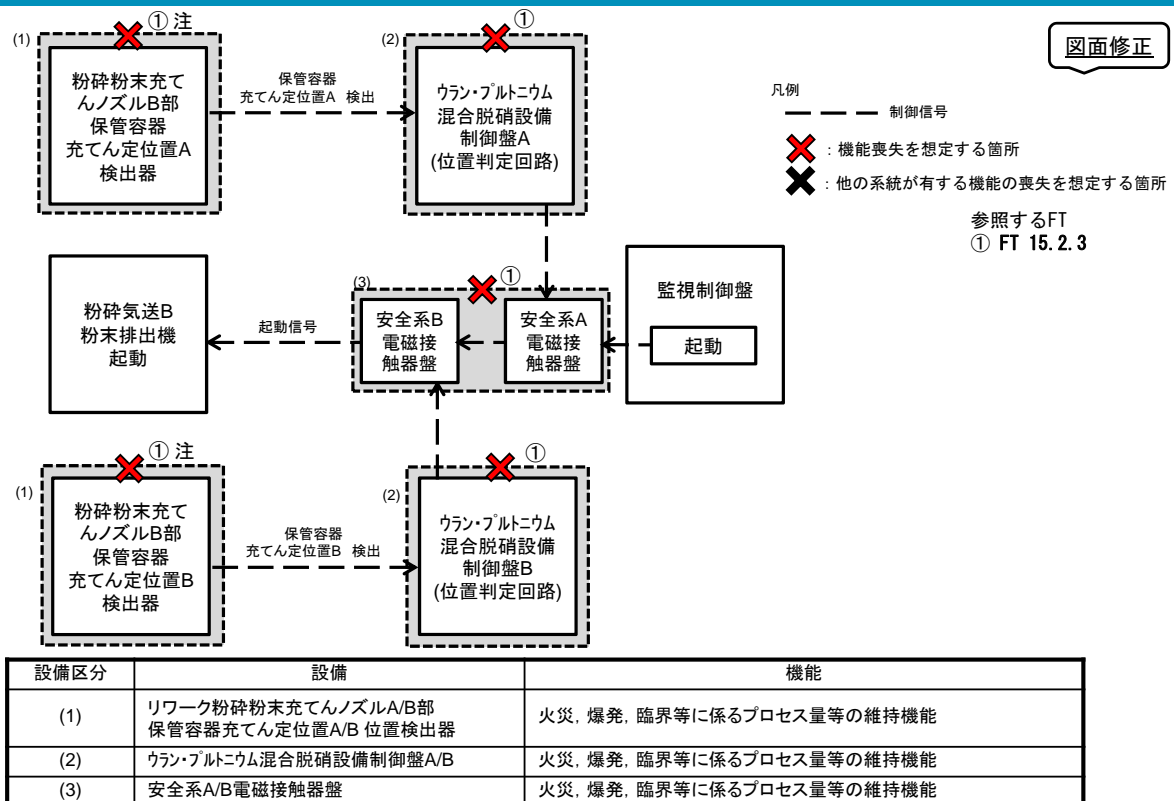 ① 注
(1)
粉砕粉末充て
んノズルB部
保管容器
充てん定位置A
検出器
保管容器
充てん定位置A 検出
①
(2)
ウラン・プルトニウム
混合脱硝設備
制御盤A
(位置判定回路)
図面修正
凡例
制御信号
：機能喪失を想定する箇所
：他の系統が有する機能の喪失を想定する箇所
参照するFT
① FT 15.2.3
粉砕気送B
粉末排出機
起動
起動信号
(3)
①
安全系B
電磁接
触器盤
安全系A
電磁接
触器盤
監視制御盤
起動
① 注
(1)
粉砕粉末充て
んノズルB部
保管容器
充てん定位置B
検出器
保管容器
充てん定位置B 検出
①
(2)
ウラン・プルトニウム
混合脱硝設備
制御盤B
(位置判定回路)
設備区分 設備 機能
(1) リワーク粉砕粉末充てんノズルA/B部
保管容器充てん定位置A/B 位置検出器 火災，爆発，臨界等に係るプロセス量等の維持機能
(2) ウラン・プルトニウム混合脱硝設備制御盤A/B 火災，爆発，臨界等に係るプロセス量等の維持機能
(3) 安全系A/B電磁接触器盤 火災，爆発，臨界等に係るプロセス量等の維持機能